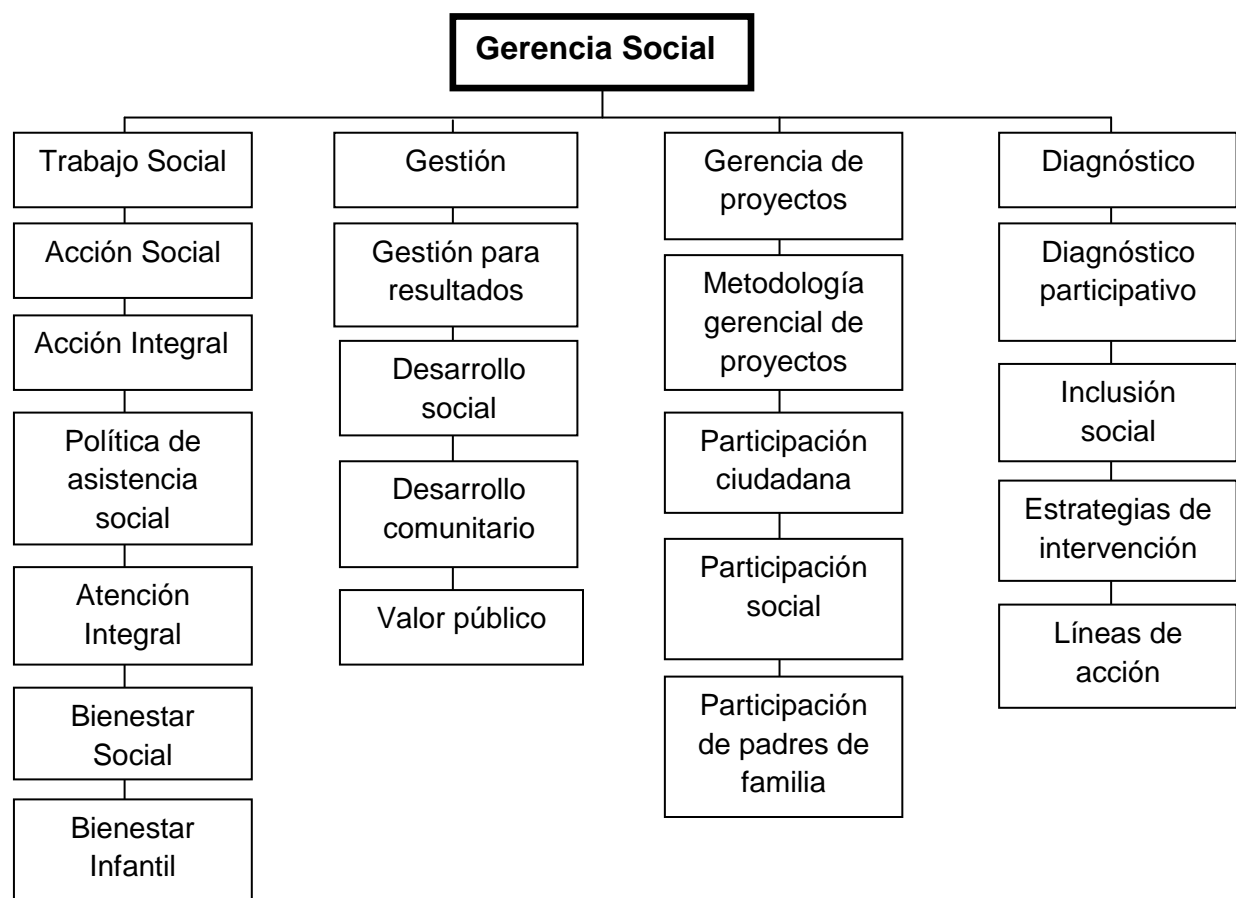 Gerencia Social
Trabajo Social
Acción Social
Acción Integral
Política de
asistencia
social
Atención
Integral
Bienestar
Social
Bienestar
Infantil
Gestión
Gestión para
resultados
Desarrollo
social
Desarrollo
comunitario
Valor público
Gerencia de
proyectos
Metodología
gerencial de
proyectos
Participación
ciudadana
Participación
social
Participación
de padres de
familia
Diagnóstico
Diagnóstico
participativo
Inclusión
social
Estrategias de
intervención
Líneas de
acción